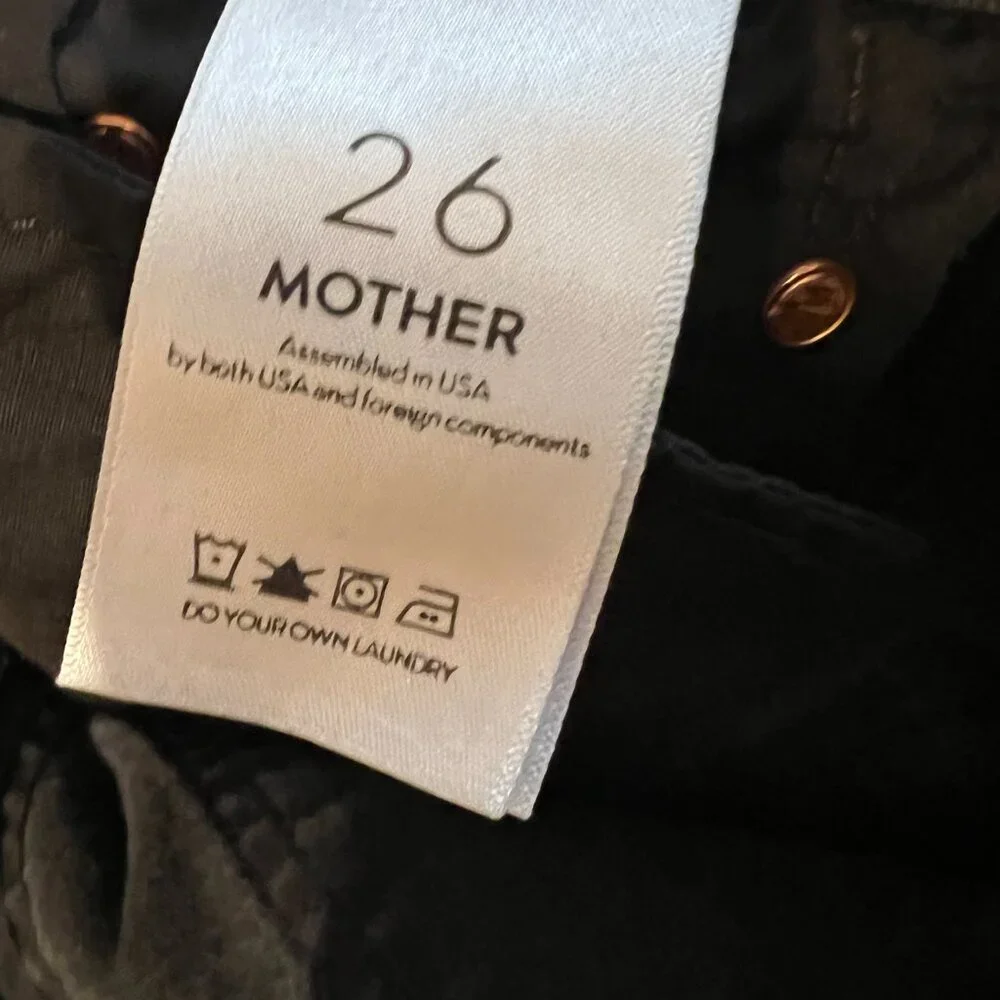 26
MOTHER
Assembled in USA
by both USA and foreign components
DO YOUR OWN LAUNDRY